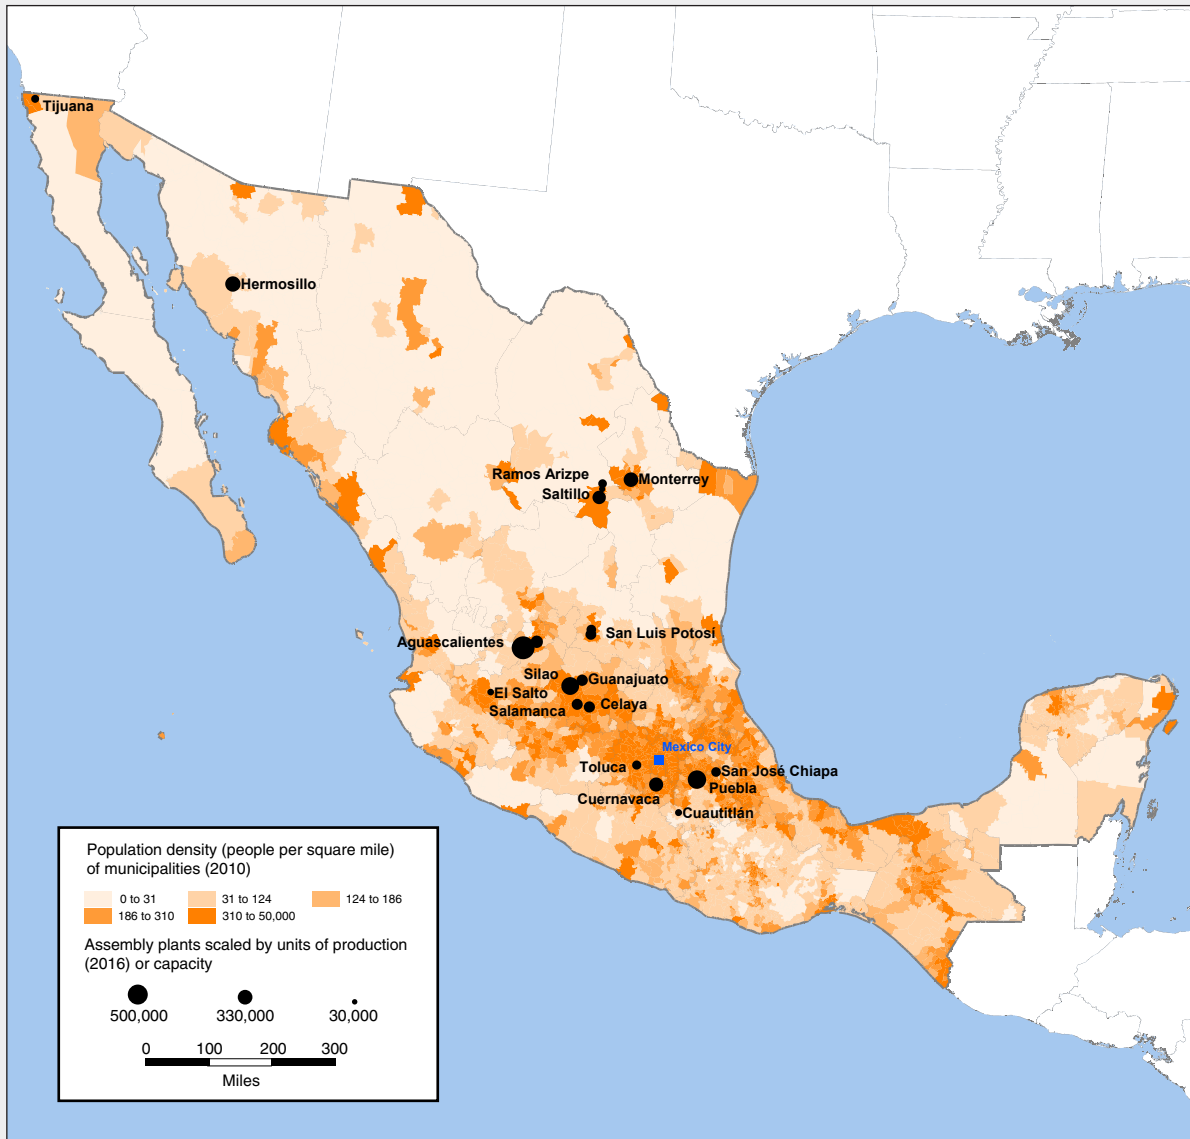 Tijuana
Hermosillo
Ramos Arizpe
Saltillo
Monterrey
Aguascalientes
San Luis Potosí
Silao
Guanajuato
El Salto
Salamanca
Celaya
Mexico City
Toluca
San José Chiapa
Puebla
Cuernavaca
Cuautitlán
Population density (people per square mile)
of municipalities (2010)
0 to 31
31 to 124
124 to 186
186 to 310
310 to 50,000
Assembly plants scaled by units of production
(2016) or capacity
500,000
330,000
30,000
0 100 200 300
Miles